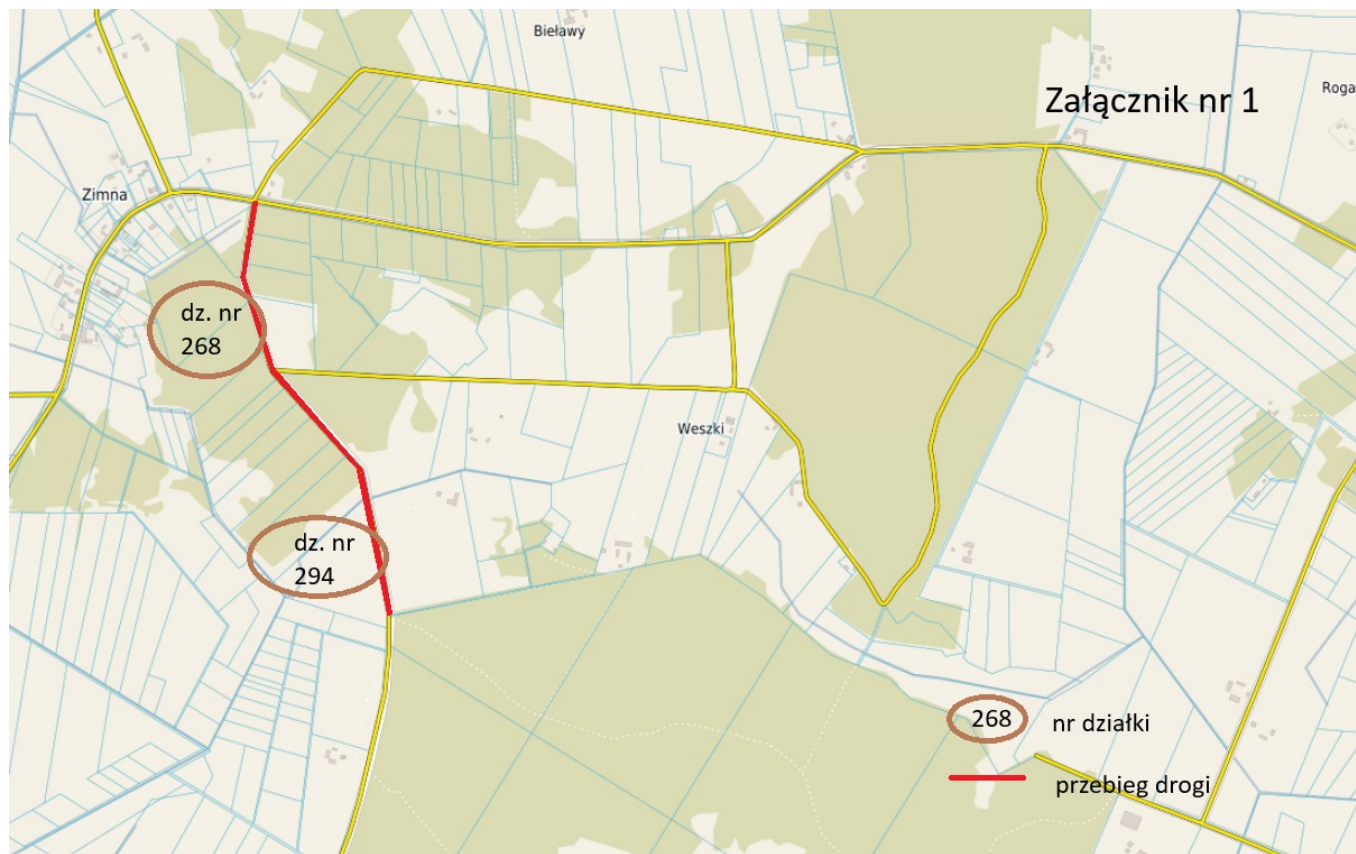 Bieławy
Załącznik nr 1
Roga
Zimna
dz. nr
268
Weszki
dz. nr
294
268 nr działki
przebieg drogi